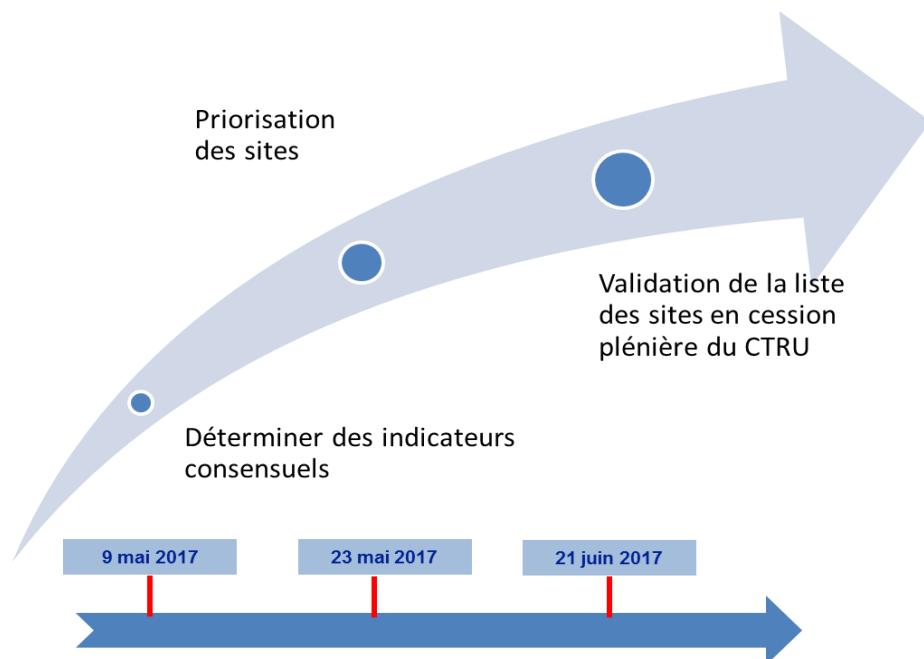 Priorisation
des sites
Validation de la liste
des sites en cession
plénière du CTRU
Déterminer des indicateurs
consensuels
9 mai 2017
23 mai 2017
21 juin 2017